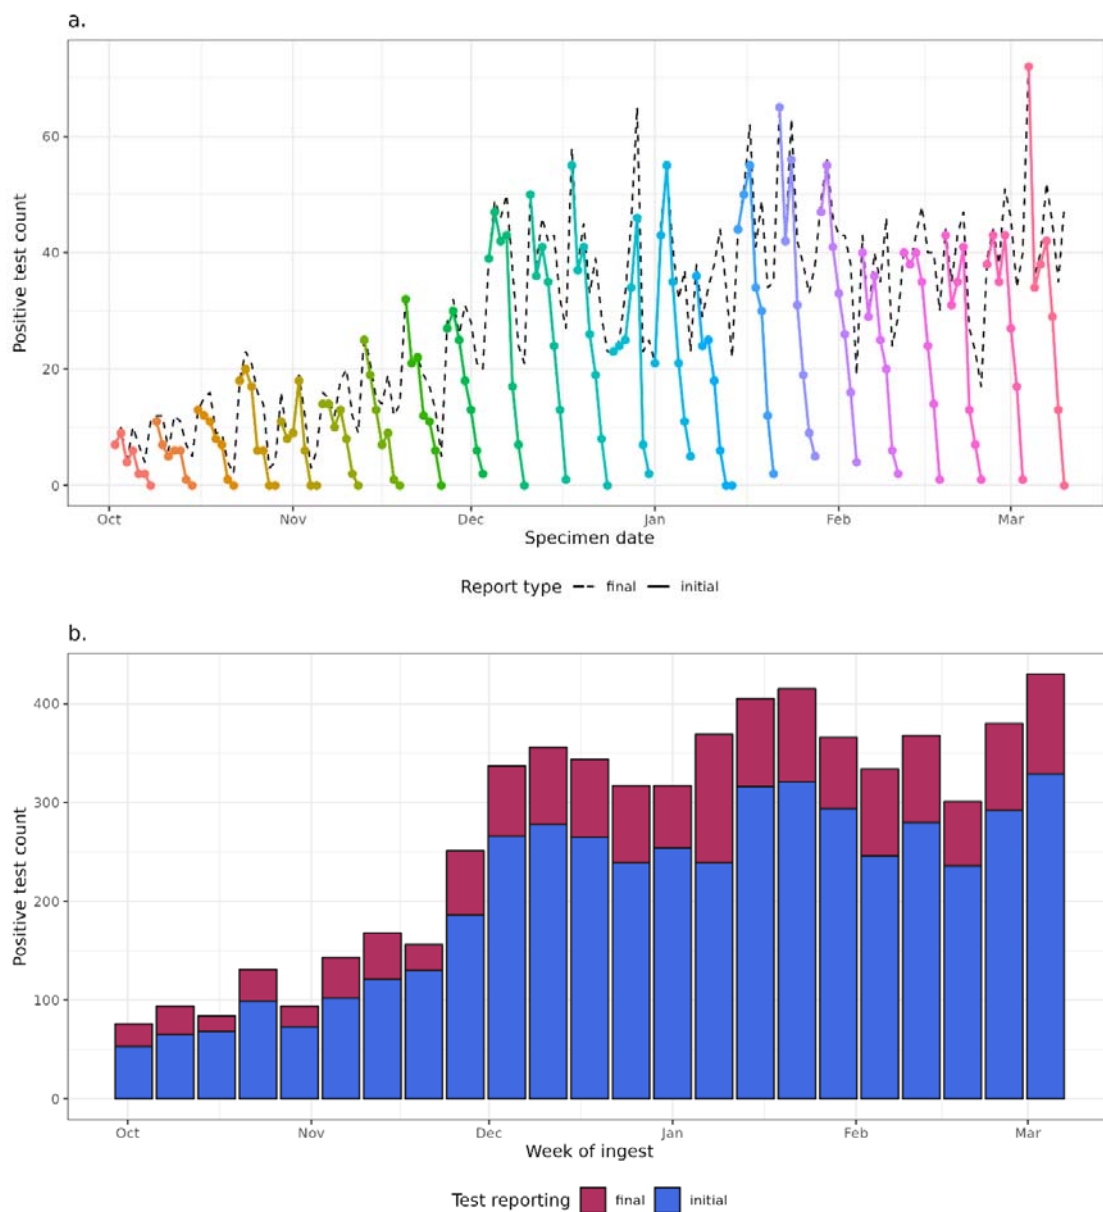 a.
60
40
20
0
Positive test count
Oct Nov Dec Jan Feb Mar
Specimen date
Report type final initial
b.
400
300
200
100
0
Positive test count
Oct Nov Dec Jan Feb Mar
Week of ingest
Test reporting final initial